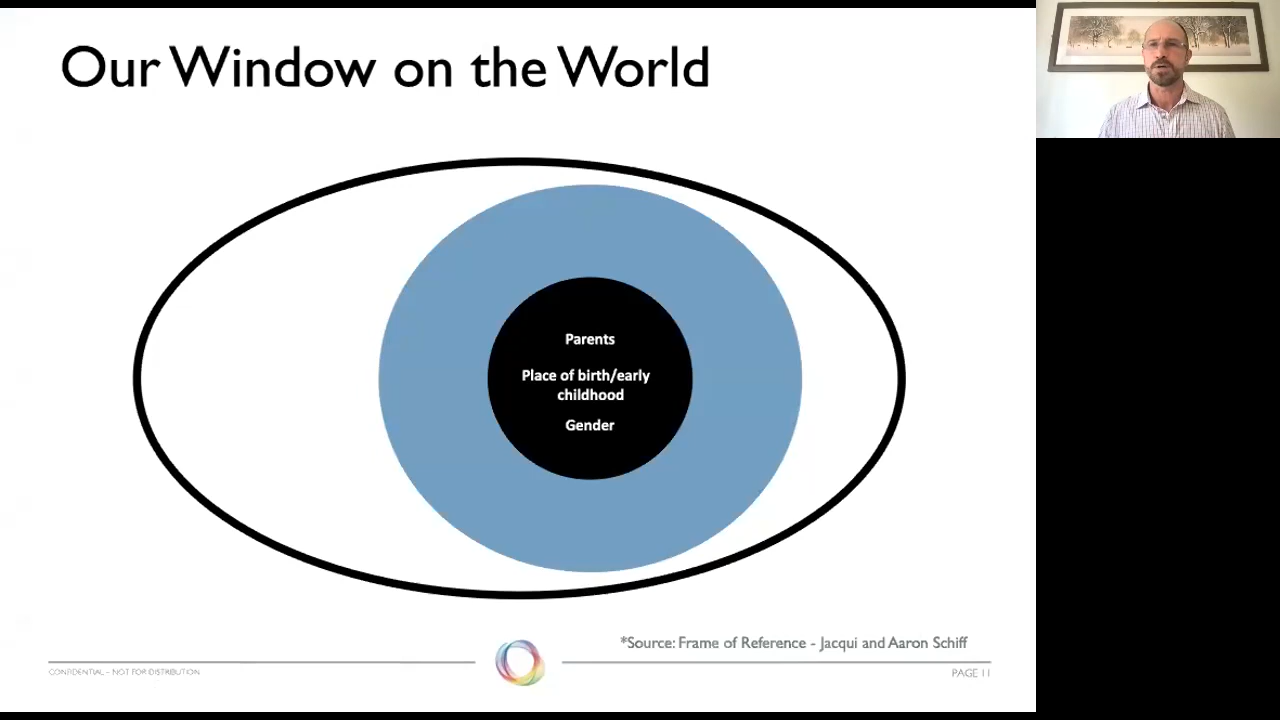 Our Window on the World
Parents
Place of birth/early
childhood
Gender
*Source: Frame of Reference - Jacqui and Aaron Schiff
CONFIDENTIAL - NOT FOR DISTRIBUTION
PAGE 11